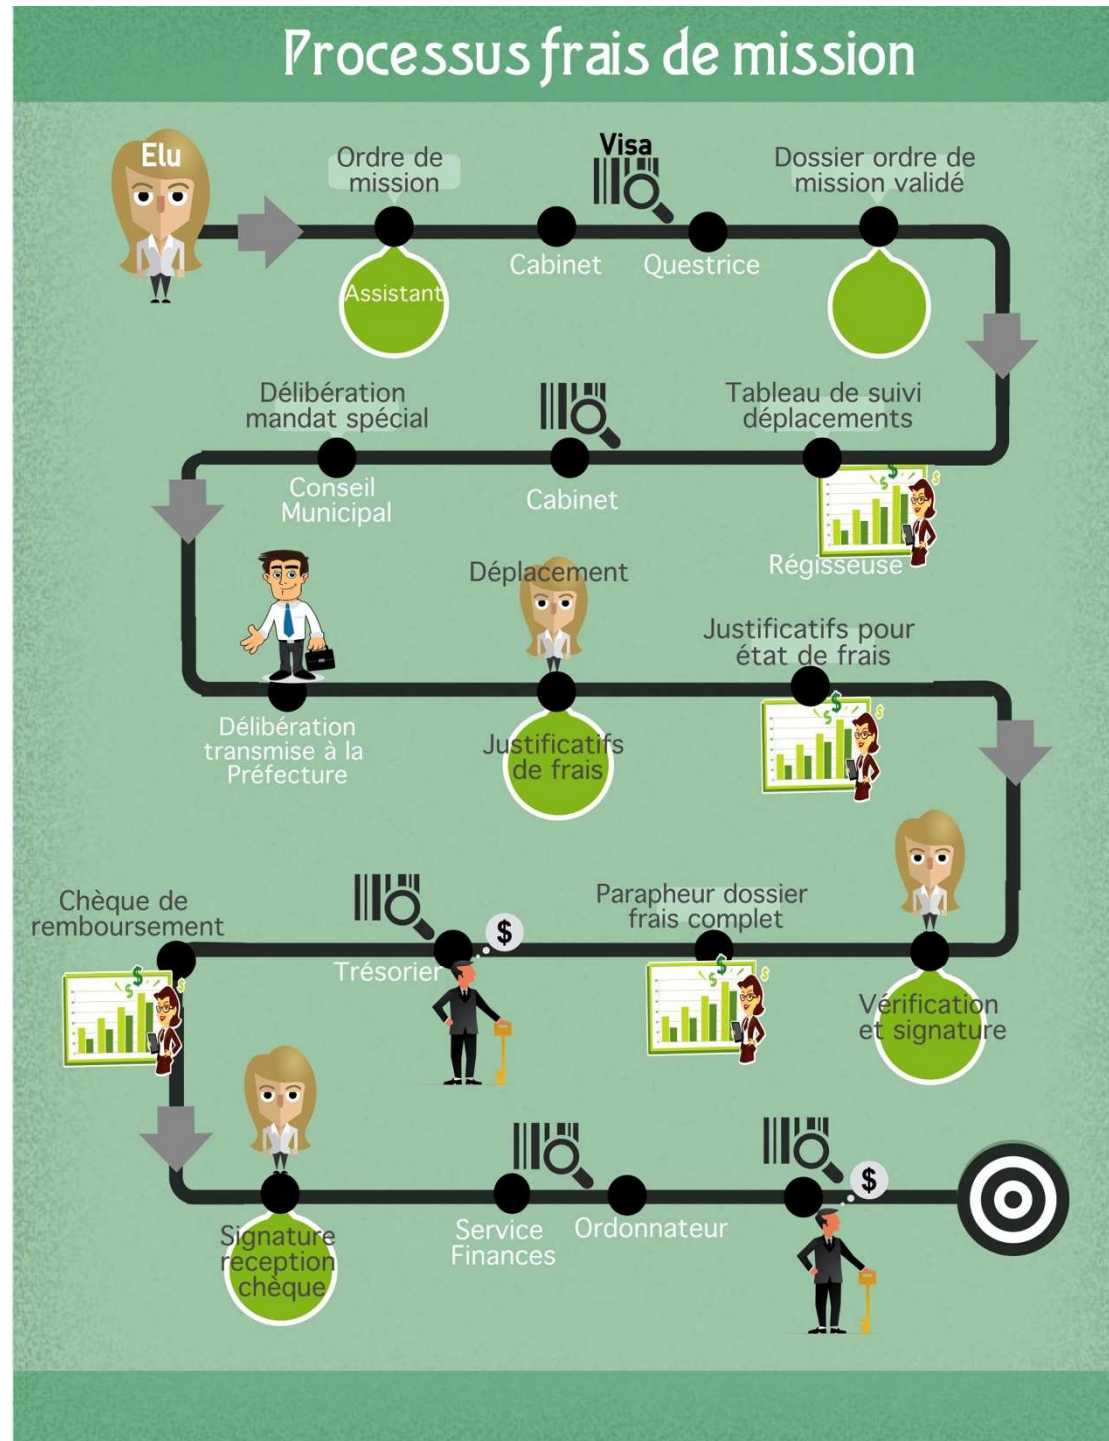 Processus frais de mission
Elu
Ordre de
mission
Visa
Dossier ordre de
mission validé
Assistant
Cabinet
Questrice
Délibération
mandat spécial
Tableau de suivi
déplacements
Conseil
Municipal
Cabinet
$
$
$
Régisseuse
Déplacement
Justificatifs pour
état de frais
Délibération
transmise à la
Préfecture
Justificatifs
de frais
$
$
$
Chèque de
remboursement
Parapheur dossier
frais complet
$
Trésorier
Vérification
et signature
$
$
$
$
$
$
Signature
reception
chèque
Service
Finances
Ordonnateur
$